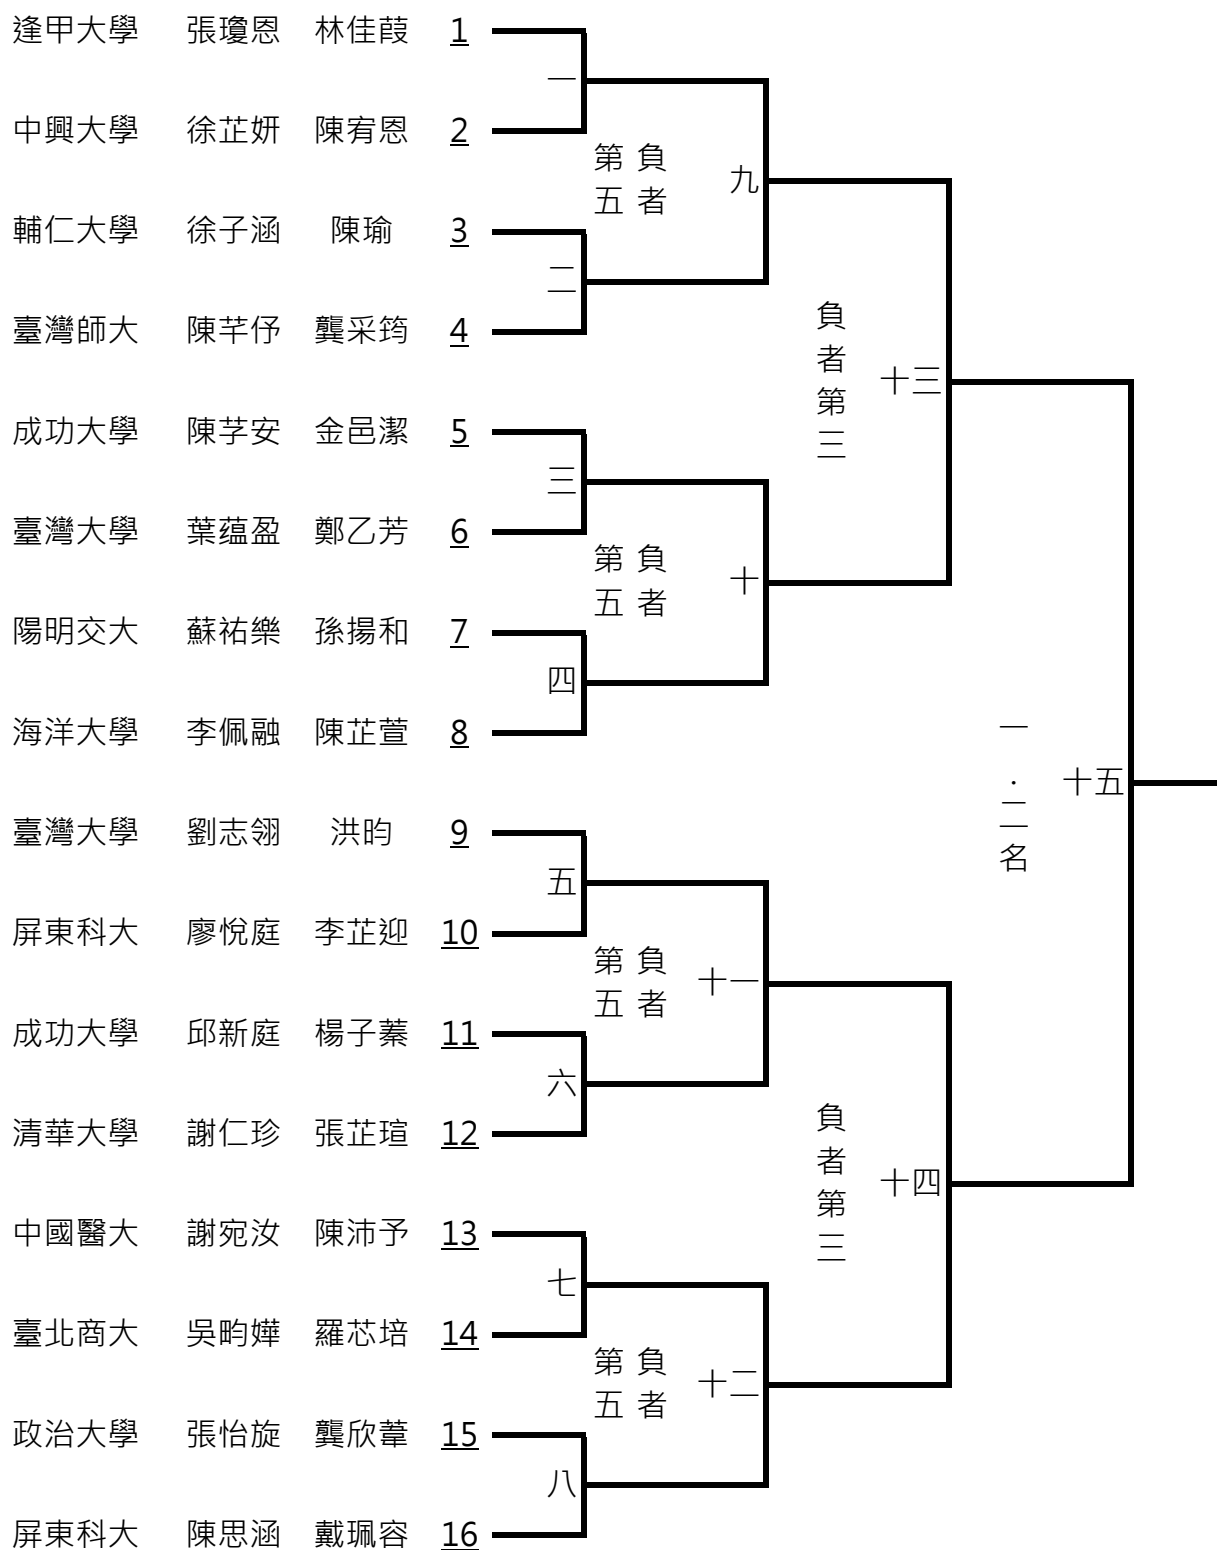 逢甲大學 張瓊恩 林佳葭 1
一
中興大學 徐芷妍 陳宥恩 2
負者第五
九
輔仁大學 徐子涵 陳瑜 3
二
臺灣師大 陳芊伃 龔采筠 4
負者第三
十三
成功大學 陳芓安 金邑潔 5
三
臺灣大學 葉蕴盈 鄭乙芳 6
負者第五
十
陽明交大 蘇祐樂 孫揚和 7
四
海洋大學 李佩融 陳芷萱 8
一.二名
十五
臺灣大學 劉志翎 洪昀 9
五
屏東科大 廖悅庭 李芷迎 10
負者第五
十一
成功大學 邱新庭 楊子蓁 11
六
清華大學 謝仁珍 張芷瑄 12
負者第三
十四
中國醫大 謝宛汝 陳沛予 13
七
臺北商大 吳畇嬅 羅芯培 14
負者第五
十二
政治大學 張怡旋 龔欣葦 15
八
屏東科大 陳思涵 戴珮容 16